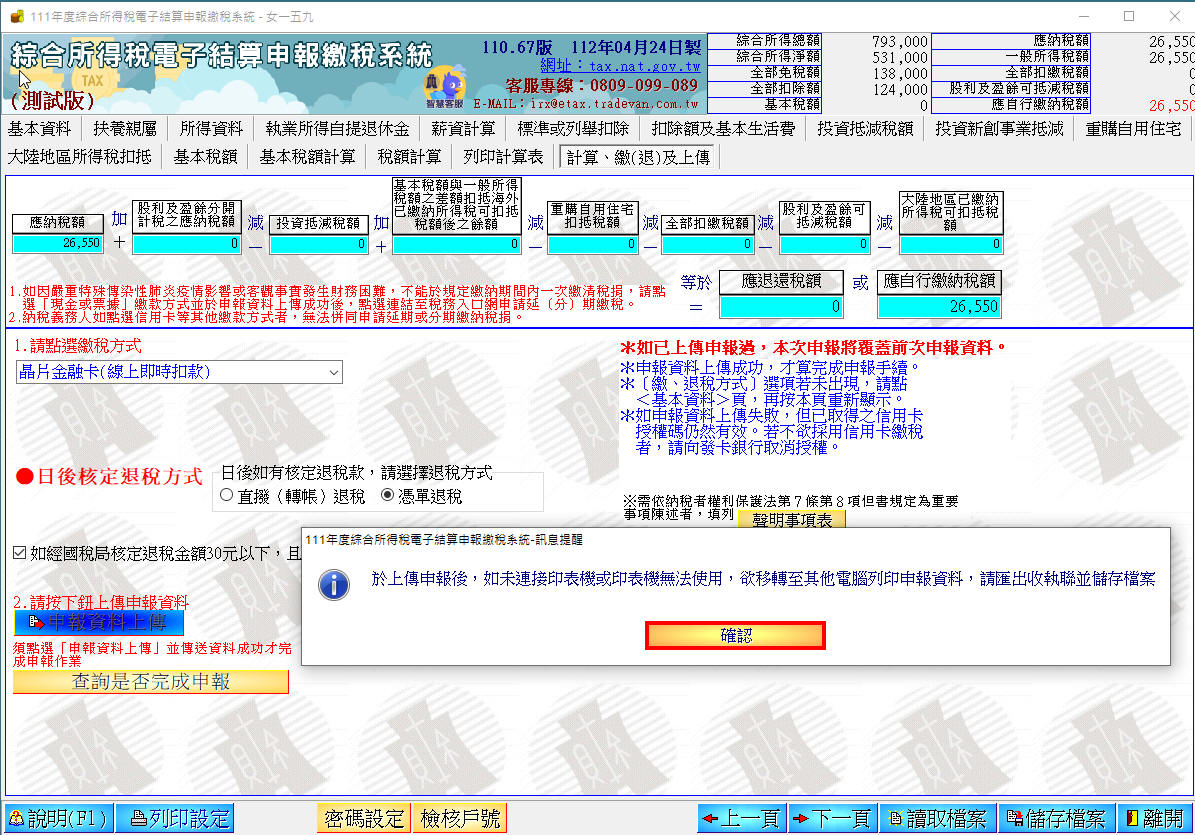 111年度綜合所得稅電子結算申報繳稅系統 - 女一五九
綜合所得稅電子結算申報繳稅系統
TAX
(測試版)
110.67版 112年04月24日製
網址：tax.nat.gov.tw
客服專線：0809-099-089
E-MAIL：irx@etax.tradevan.com.tw
智慧客服
綜合所得總額 793,000 應納稅額 26,550
綜合所得淨額 531,000 一般所得稅額 26,550
全部免稅額 138,000 全部扣繳稅額
全部扣除額 124,000 股利及盈餘可抵減稅額
基本稅額 0 應自行繳納稅額 26,550
基本資料 扶養親屬 所得資料 執業所得自提退休金 薪資計算 標準或列舉扣除 扣除額及基本生活費 投資抵減稅額 投資新創事業抵減 重購自用住宅
大陸地區所得稅扣抵 基本稅額 基本稅額計算 稅額計算 列印計算表 計算、繳(退)及上傳
應納稅額
26,550
加
＋
股利及盈餘分開
計稅之應納稅額
0
減
－
投資抵減稅額
0
加
＋
基本稅額與一般所得
稅額之差額扣抵海外
已繳納所得稅可扣抵
稅額後之餘額
0
減
－
重購自用住宅
扣抵稅額
0
減
－
全部扣繳稅額
0
減
－
股利及盈餘可
抵減稅額
0
減
－
大陸地區已繳納
所得稅可扣抵稅
額
0
等於
＝
應退還稅額
0
或
應自行繳納稅額
26,550
1.如因嚴重特殊傳染性肺炎疫情影響或客觀事實發生財務困難，不能於規定繳納期間內一次繳清稅捐，請點
選「現金或票據」繳款方式並於申報資料上傳成功後，點選連結至稅務入口網申請延（分）期繳稅。
2.納稅義務人如點選信用卡等其他繳款方式者，無法併同申請延期或分期繳納稅捐。
1.請點選繳稅方式
晶片金融卡(線上即時扣款)
＊如已上傳申報過，本次申報將覆蓋前次申報資料。
＊申報資料上傳成功，才算完成申報手續。
＊〔繳、退稅方式〕選項若未出現，請點
＜基本資料＞頁，再按本頁重新顯示。
＊如申報資料上傳失敗，但已取得之信用卡
授權碼仍然有效。若不欲採用信用卡繳稅
者，請向發卡銀行取消授權。
●日後核定退稅方式
日後如有核定退稅款，請選擇退稅方式
直撥（轉帳）退稅 憑單退稅
※需依納稅者權利保護法第７條第８項但書規定為重要
事項陳述者，填列 聲明事項表
如經國稅局核定退稅金額30元以下，且
111年度綜合所得稅電子結算申報繳稅系統-訊息提醒
於上傳申報後，如未連接印表機或印表機無法使用，欲移轉至其他電腦列印申報資料，請匯出收執聯並儲存檔案
確認
2.請按下鈕上傳申報資料
申報資料上傳
須點選「申報資料上傳」並傳送資料成功才完
成申報作業
查詢是否完成申報
說明(F1) 列印設定 密碼設定 檢核戶號 上一頁 下一頁 讀取檔案 儲存檔案 離開